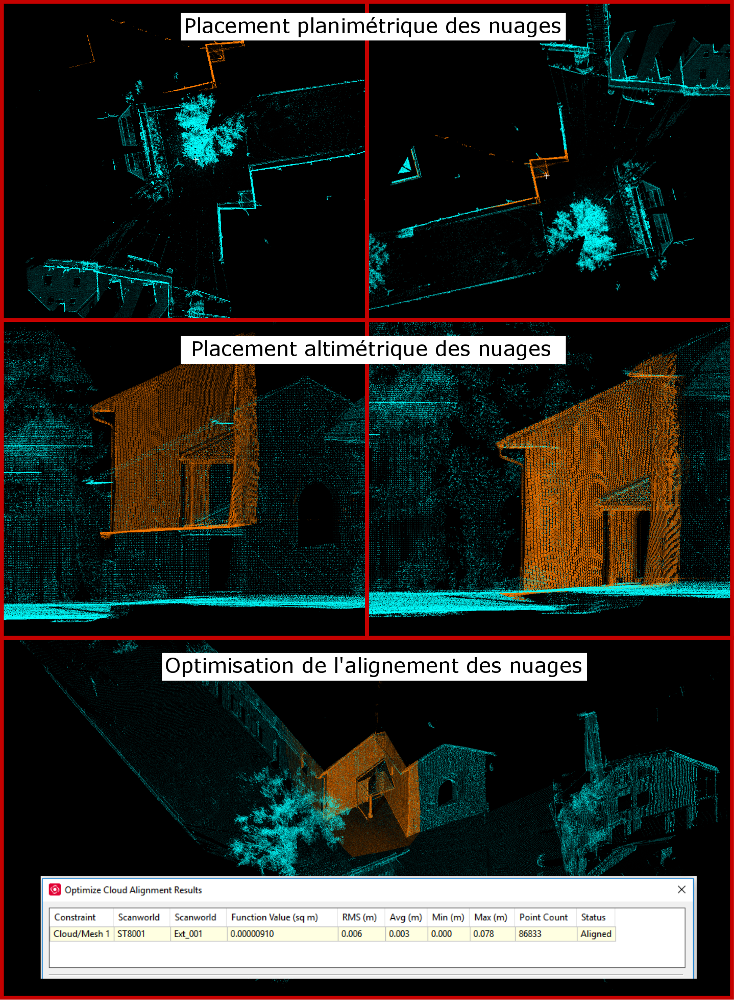 Placement planimétrique des nuages
Placement altimétrique des nuages
Optimisation de l'alignement des nuages
Optimize Cloud Alignment Results
Constraint Scanworld Scanworld Function Value (sq m) RMS (m) Avg (m) Min (m) Max (m) Point Count Status
Cloud/Mesh 1 ST8001 Ext_001 0.00000910 0.006 0.003 0.000 0.078 86833 Aligned